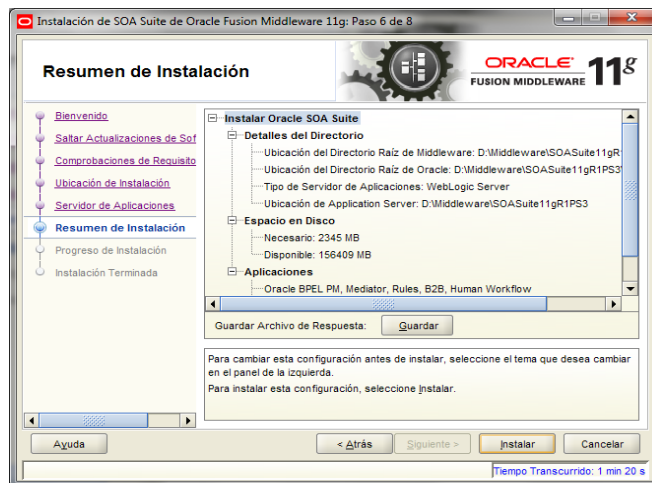 Instalación de SOA Suite de Oracle Fusion Middleware 11g: Paso 6 de 8
Resumen de Instalación
ORACLE
FUSION MIDDLEWARE 11g
Bienvenido
Saltar Actualizaciones de Sof
Comprobaciones de Requisito
Ubicación de Instalación
Servidor de Aplicaciones
Resumen de Instalación
Progreso de Instalación
Instalación Terminada
Instalar Oracle SOA Suite
Detalles del Directorio
Ubicación del Directorio Raíz de Middleware: D:\Middleware\SOASuite11gR
Ubicación del Directorio Raíz de Oracle: D:\Middleware\SOASuite11gR1PS3
Tipo de Servidor de Aplicaciones: WebLogic Server
Ubicación de Application Server: D:\Middleware\SOASuite11gR1PS3
Espacio en Disco
Necesario: 2345 MB
Disponible: 156409 MB
Aplicaciones
Oracle BPEL PM, Mediator, Rules, B2B, Human Workflow
Guardar Archivo de Respuesta: Guardar
Para cambiar esta configuración antes de instalar, seleccione el tema que desea cambiar
en el panel de la izquierda.
Para instalar esta configuración, seleccione Instalar.
Ayuda < Atrás Siguiente > Instalar Cancelar
Tiempo Transcurrido: 1 min 20 s